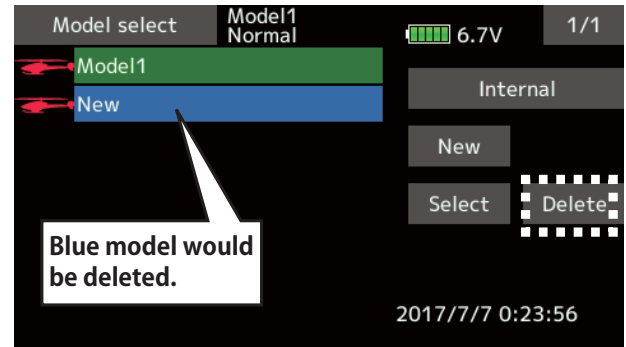 Model select
Model1
Normal
6.7V
1/1
Model1
New
Internal
New
Select
Delete
Blue model would
be deleted.
2017/7/7 0:23:56